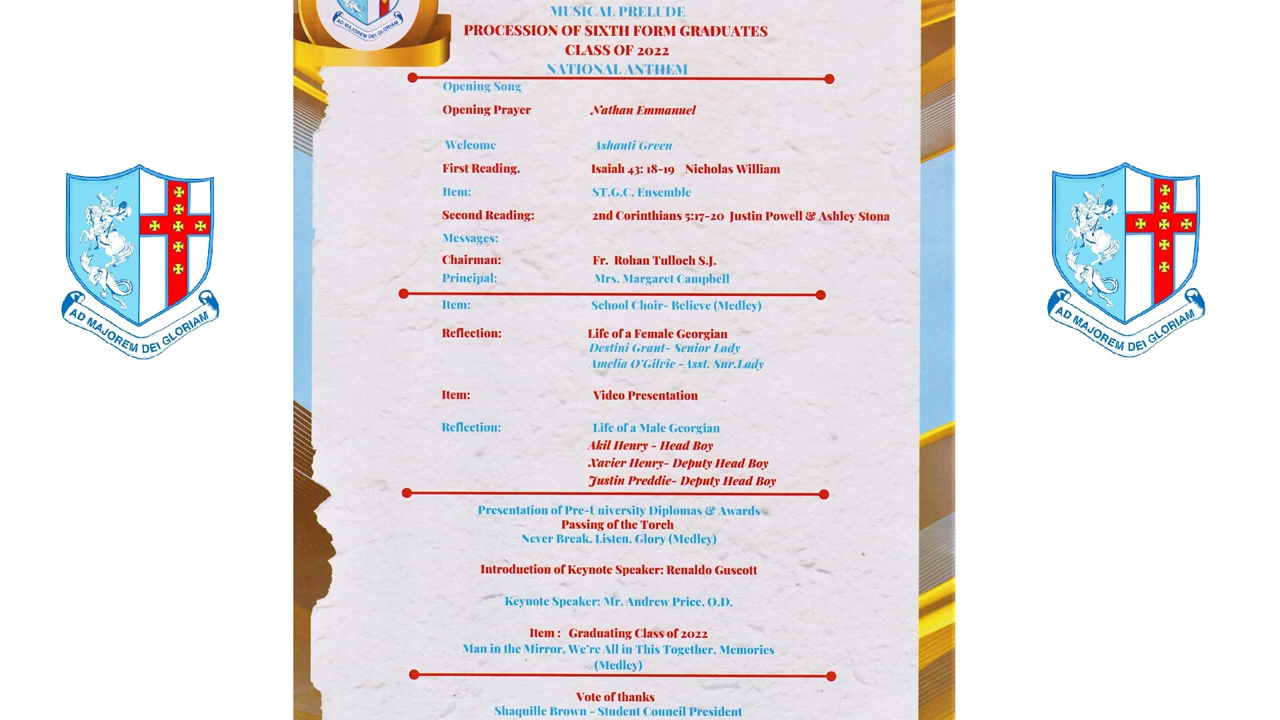 AD MAJOREM DEI GLORIAM
MUSICAL PRELUDE
PROCESSION OF SIXTH FORM GRADUATES
CLASS OF 2022
NATIONAL ANTHEM
Opening Song
Opening Prayer Nathan Emmanuel
Welcome Ashanti Green
First Reading. Isaiah 43: 18-19 Nicholas William
Item: ST.G.C. Ensemble
Second Reading: 2nd Corinthians 5:17-20 Justin Powell & Ashley Stona
Messages:
Chairman: Fr. Rohan Tulloch S.J.
Principal: Mrs. Margaret Campbell
Item: School Choir- Believe (Medley)
Reflection: Life of a Female Georgian
Destini Grant- Senior Lady
Amelia O'Gilvie -Asst. Snr.Lady
Item: Video Presentation
Reflection: Life of a Male Georgian
Akil Henry - Head Boy
Xavier Henry- Deputy Head Boy
Justin Preddie- Deputy Head Boy
Presentation of Pre-University Diplomas & Awards
Passing of the Torch
Never Break, Listen, Glory (Medley)
Introduction of Keynote Speaker: Renaldo Guscott
Keynote Speaker: Mr. Andrew Price, O.D.
Item : Graduating Class of 2022
Man in the Mirror, We're All in This Together, Memories
(Medley)
Vote of thanks
Shaquille Brown - Student Council President
AD MAJOREM DEI GLORIAM
AD MAJOREM DEI GLORIAM